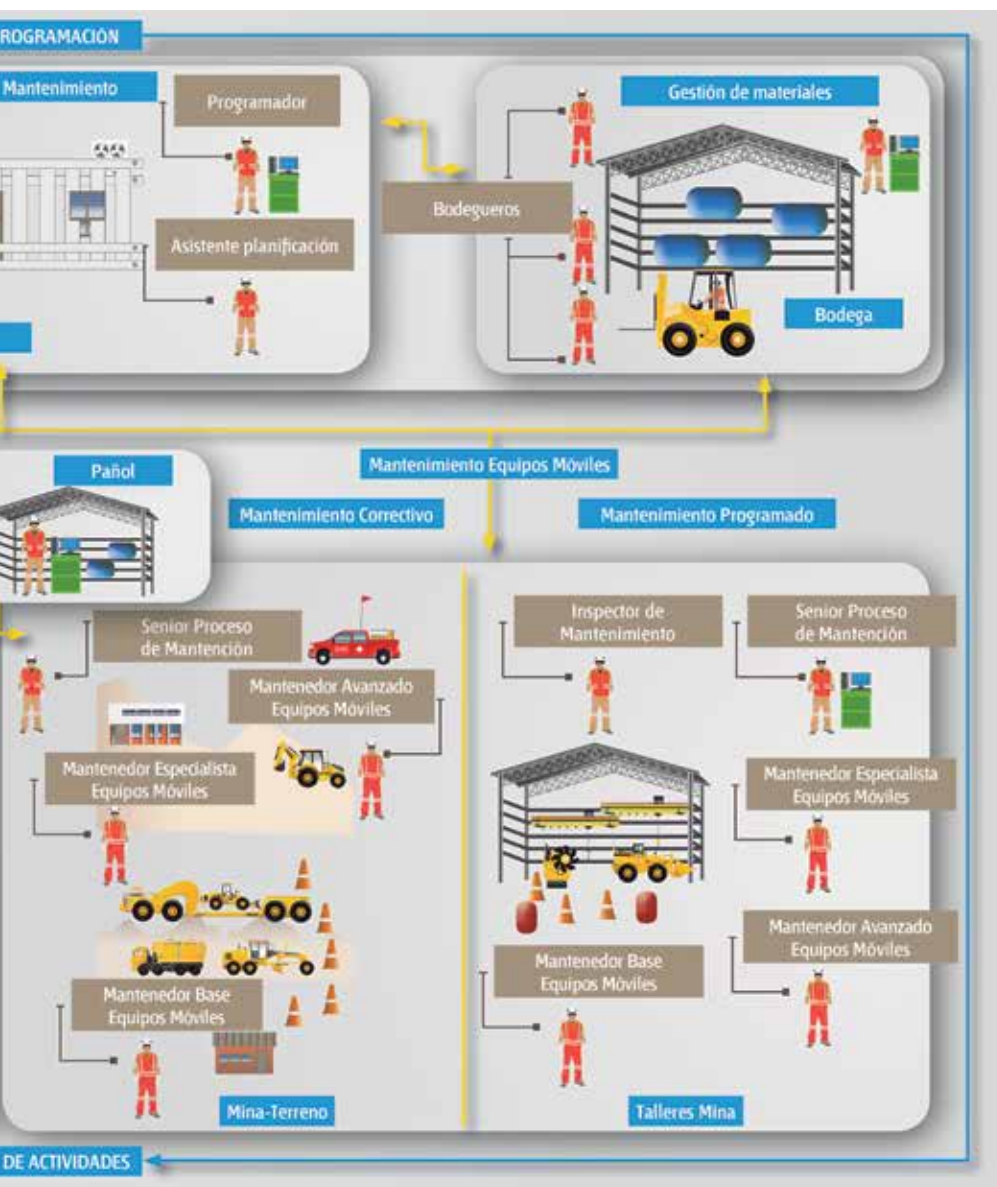 ROGRAMACIÓN
Mantenimiento
Programador
Asistente planificación
Gestión de materiales
Bodegueros
Bodega
Mantenimiento Equipos Móviles
Pañol
Mantenimiento Correctivo
Mantenimiento Programado
Senior Proceso
de Mantención
Mantenedor Avanzado
Equipos Móviles
Mantenedor Especialista
Equipos Móviles
Mantenedor Base
Equipos Móviles
Mina-Terreno
Inspector de
Mantenimiento
Senior Proceso
de Mantención
Mantenedor Especialista
Equipos Móviles
Mantenedor Avanzado
Equipos Móviles
Mantenedor Base
Equipos Móviles
Talleres Mina
DE ACTIVIDADES